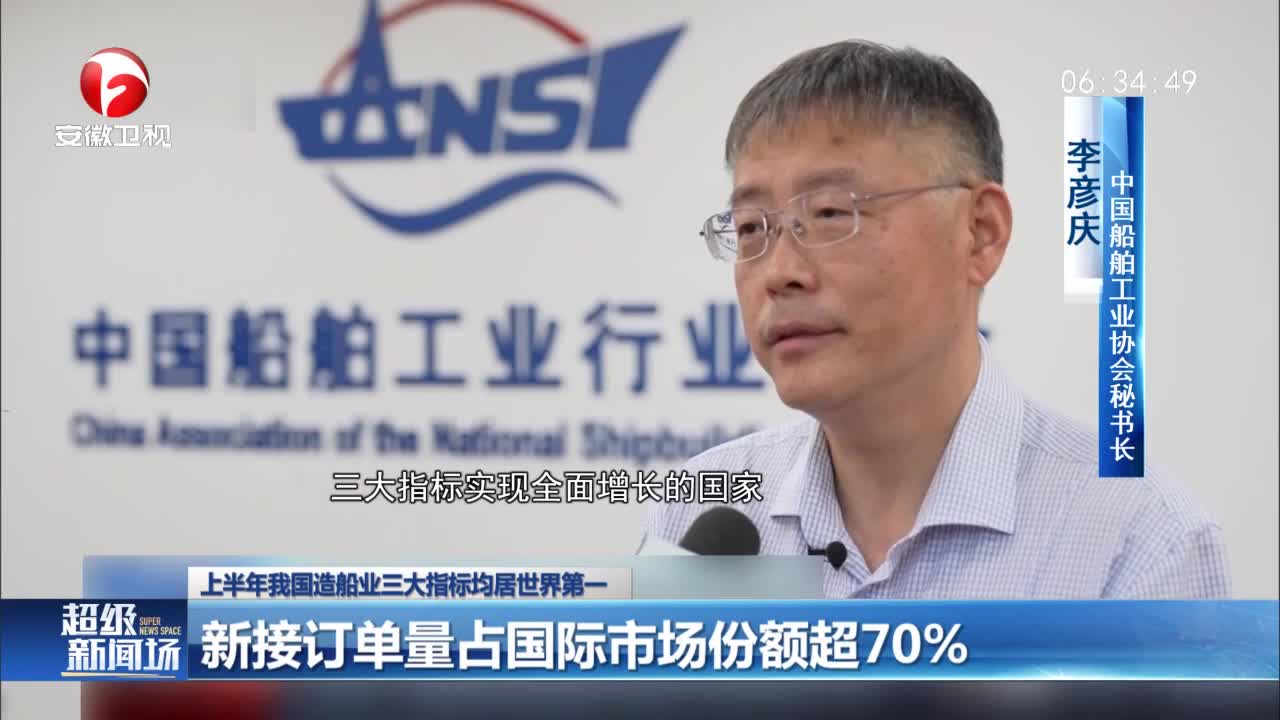 安徽卫视
06:34:49
李彦庆
中国船舶工业协会秘书长
CANSI
中国船舶工业行业
China Association of the National Shipbuil
三大指标实现全面增长的国家
上半年我国造船业三大指标均居世界第一
超级新闻场
SUPER
NEWS SPACE
新接订单量占国际市场份额超70%